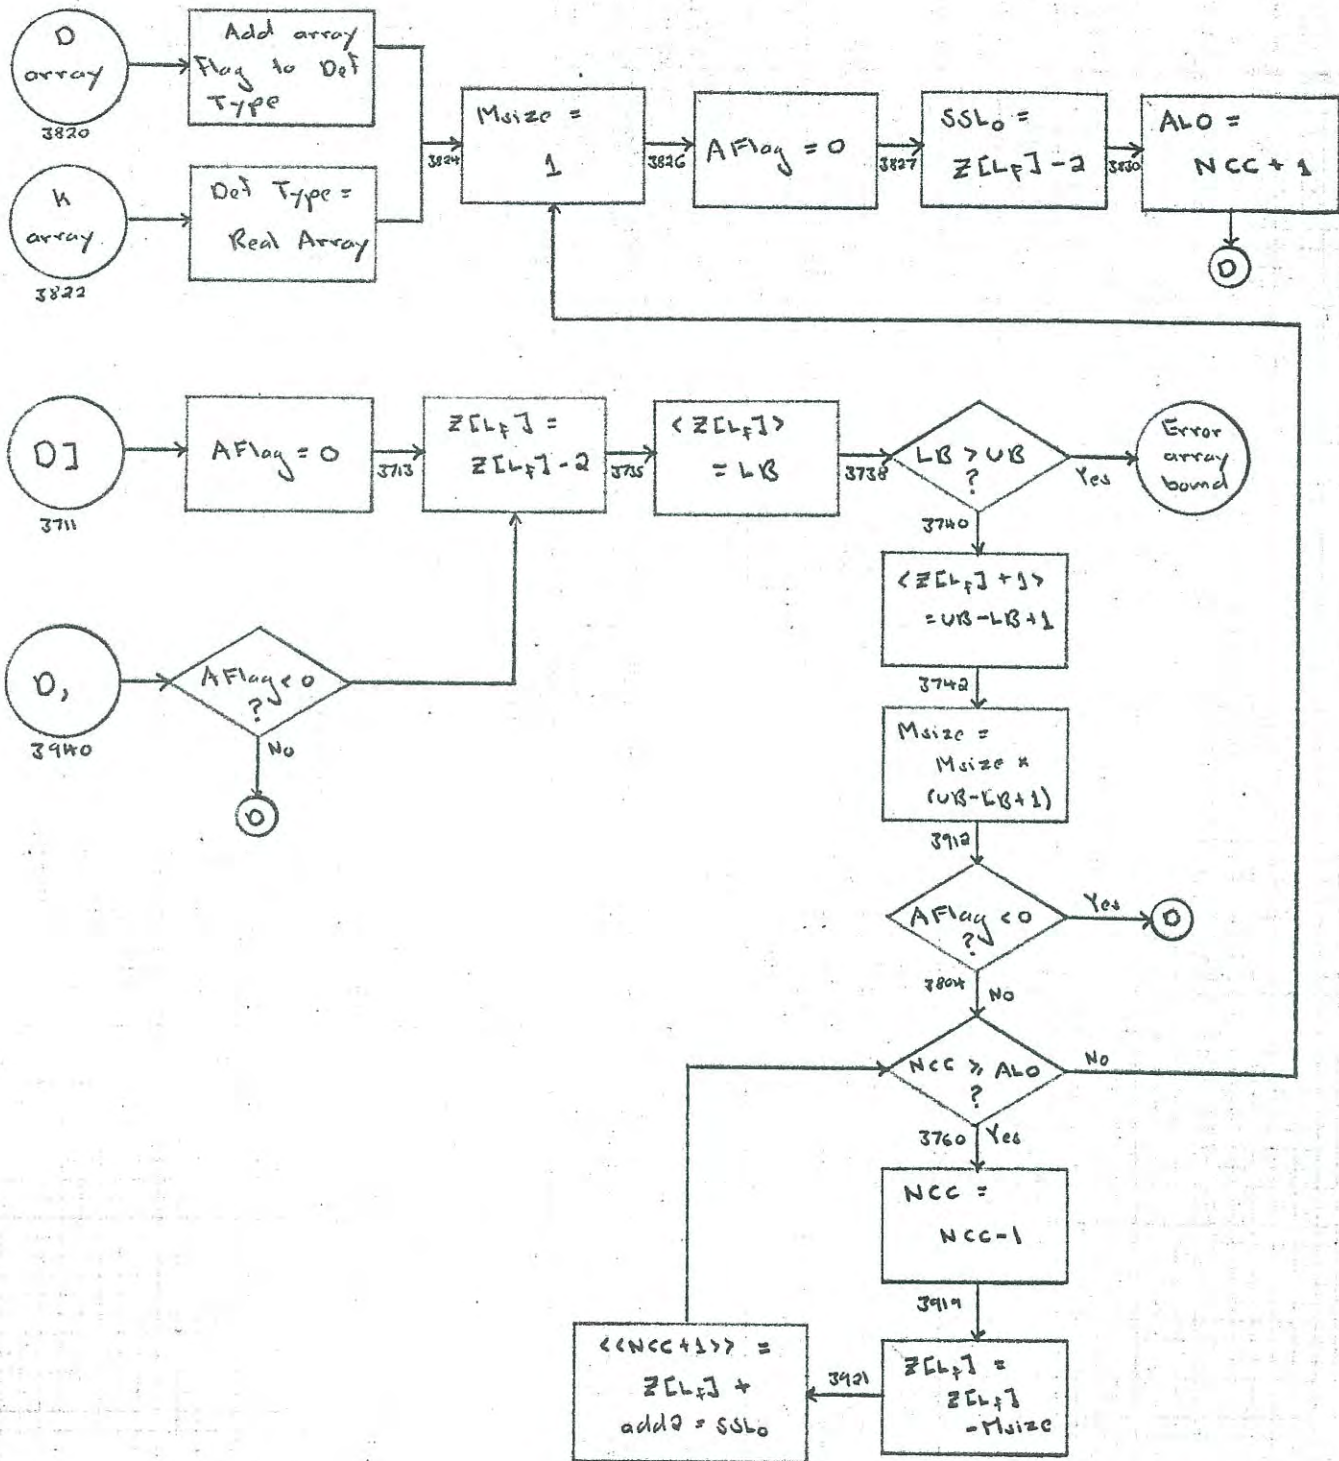 D
array
3820
Add array
Flag to Def
Type
K
array
3822
Def Type =
Real Array
3824
Msize =
1
3826
AFlag = 0
3827
SSLo =
Z[LF] - 2
3830
ALO =
NCC + 1
D
D]
3711
AFlag = 0
3713
Z[LF] =
Z[LF] - 2
3735
<Z[LF]>
= LB
3738
LB > UB
?
Yes
Error
array
bound
3740
<Z[LF] + 1>
= UB-LB+1
3742
Msize =
Msize *
(UB-LB+1)
3912
AFlag < 0
?
Yes
D
3804
No
NCC ≥ ALO
?
No
3760
Yes
NCC =
NCC-1
3919
Z[LF] =
Z[LF]
-Msize
3921
<<NCC+1>> =
Z[LF] +
add2 = SSLo
D,
3940
AFlag < 0
?
No
D